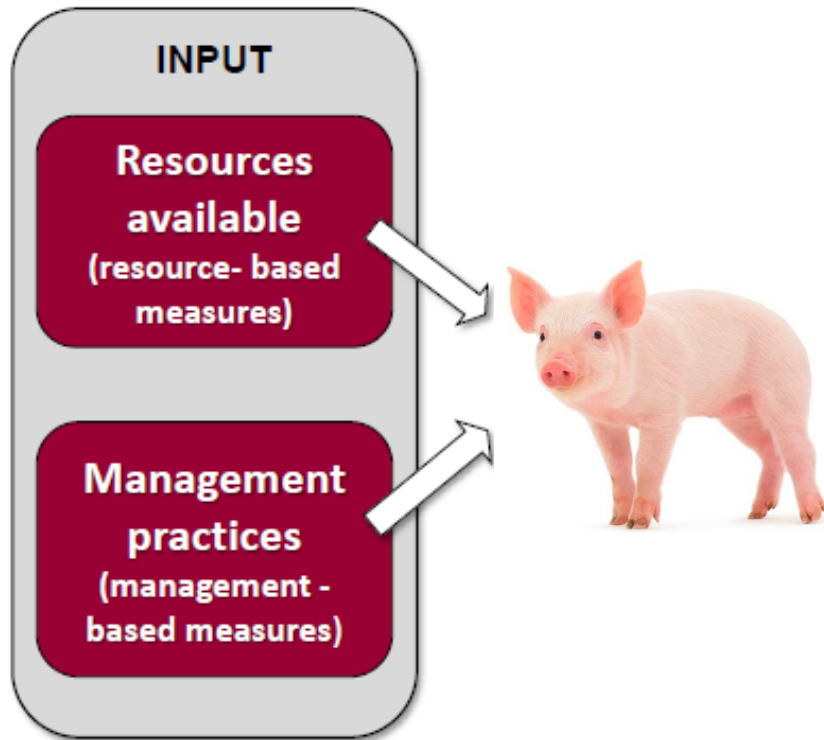 INPUT
Resources
available
(resource- based
measures)
Management
practices
(management -
based measures)